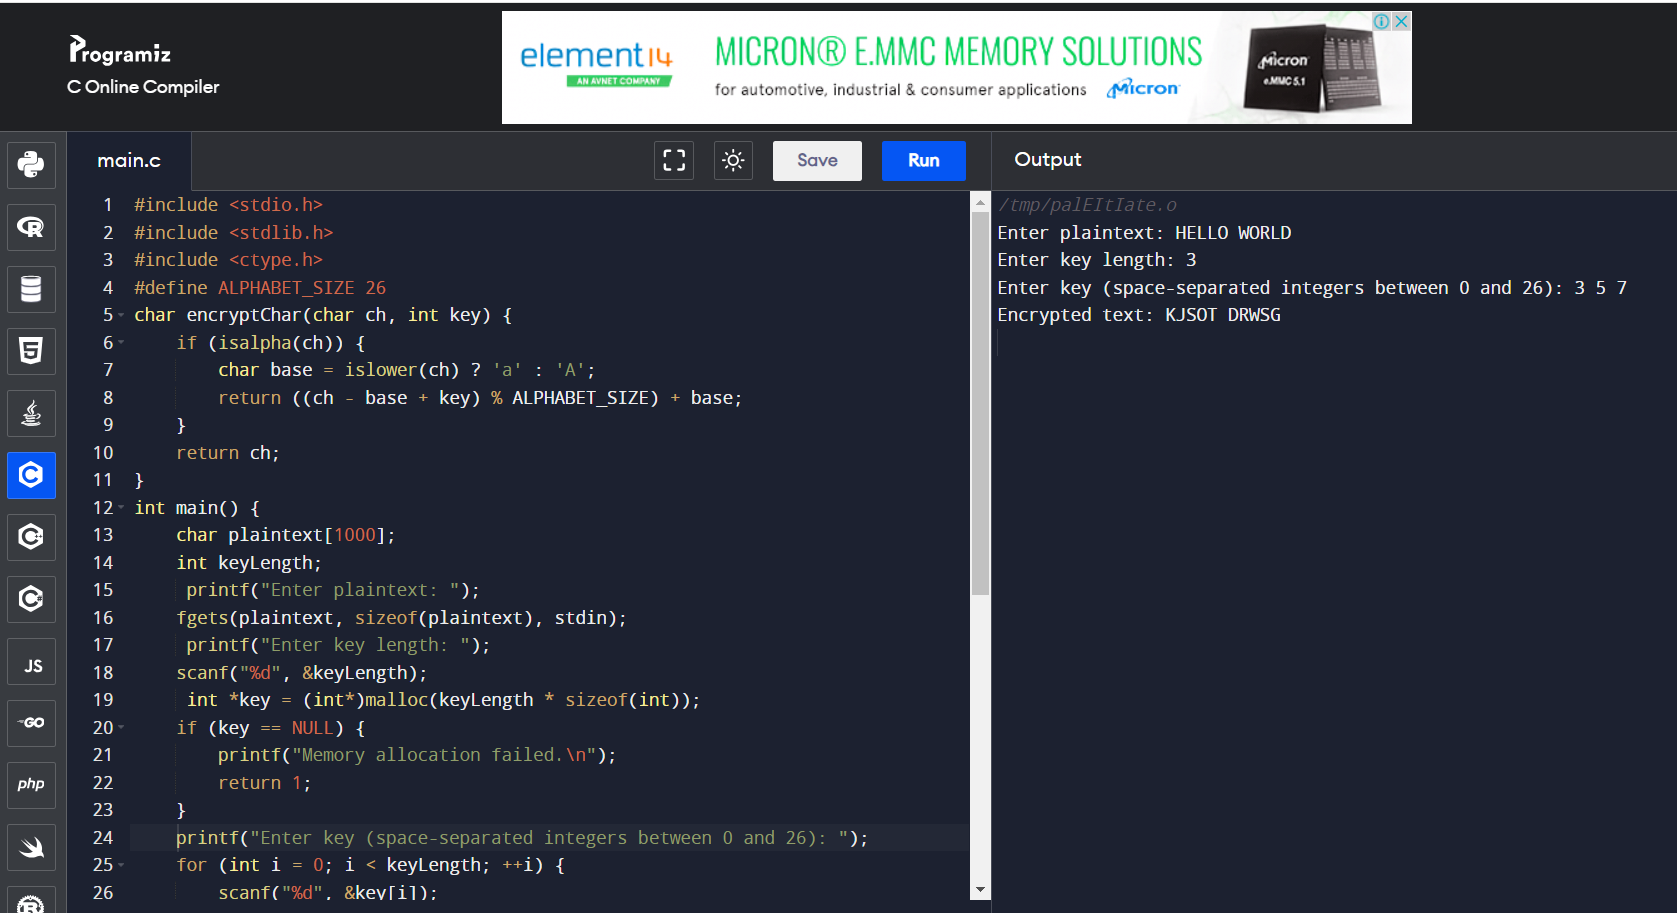 Programiz
C Online Compiler
element14
AN AVNET COMPANY
MICRON® E.MMC MEMORY SOLUTIONS
for automotive, industrial & consumer applications
Micron
Micron
e.MMC 5.1
main.c
Save
Run
Output
1 #include <stdio.h>
2 #include <stdlib.h>
3 #include <ctype.h>
4 #define ALPHABET_SIZE 26
5 char encryptChar(char ch, int key) {
6     if (isalpha(ch)) {
7         char base = islower(ch) ? 'a' : 'A';
8         return ((ch - base + key) % ALPHABET_SIZE) + base;
9     }
10     return ch;
11 }
12 int main() {
13     char plaintext[1000];
14     int keyLength;
15      printf("Enter plaintext: ");
16     fgets(plaintext, sizeof(plaintext), stdin);
17      printf("Enter key length: ");
18     scanf("%d", &keyLength);
19      int *key = (int*)malloc(keyLength * sizeof(int));
20     if (key == NULL) {
21         printf("Memory allocation failed.\n");
22         return 1;
23     }
24     printf("Enter key (space-separated integers between 0 and 26): ");
25     for (int i = 0; i < keyLength; ++i) {
26         scanf("%d", &key[i]);
/tmp/palEItIate.o
Enter plaintext: HELLO WORLD
Enter key length: 3
Enter key (space-separated integers between 0 and 26): 3 5 7
Encrypted text: KJSOT DRWSG
R
5
C
C
C
JS
GO
php
R